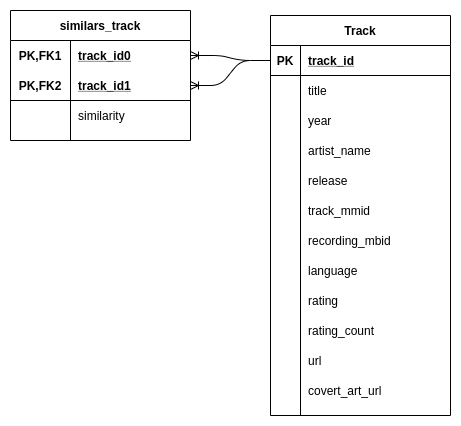 similars_track
PK,FK1 track_id0
PK,FK2 track_id1
similarity
Track
PK track_id
title
year
artist_name
release
track_mmid
recording_mbid
language
rating
rating_count
url
covert_art_url